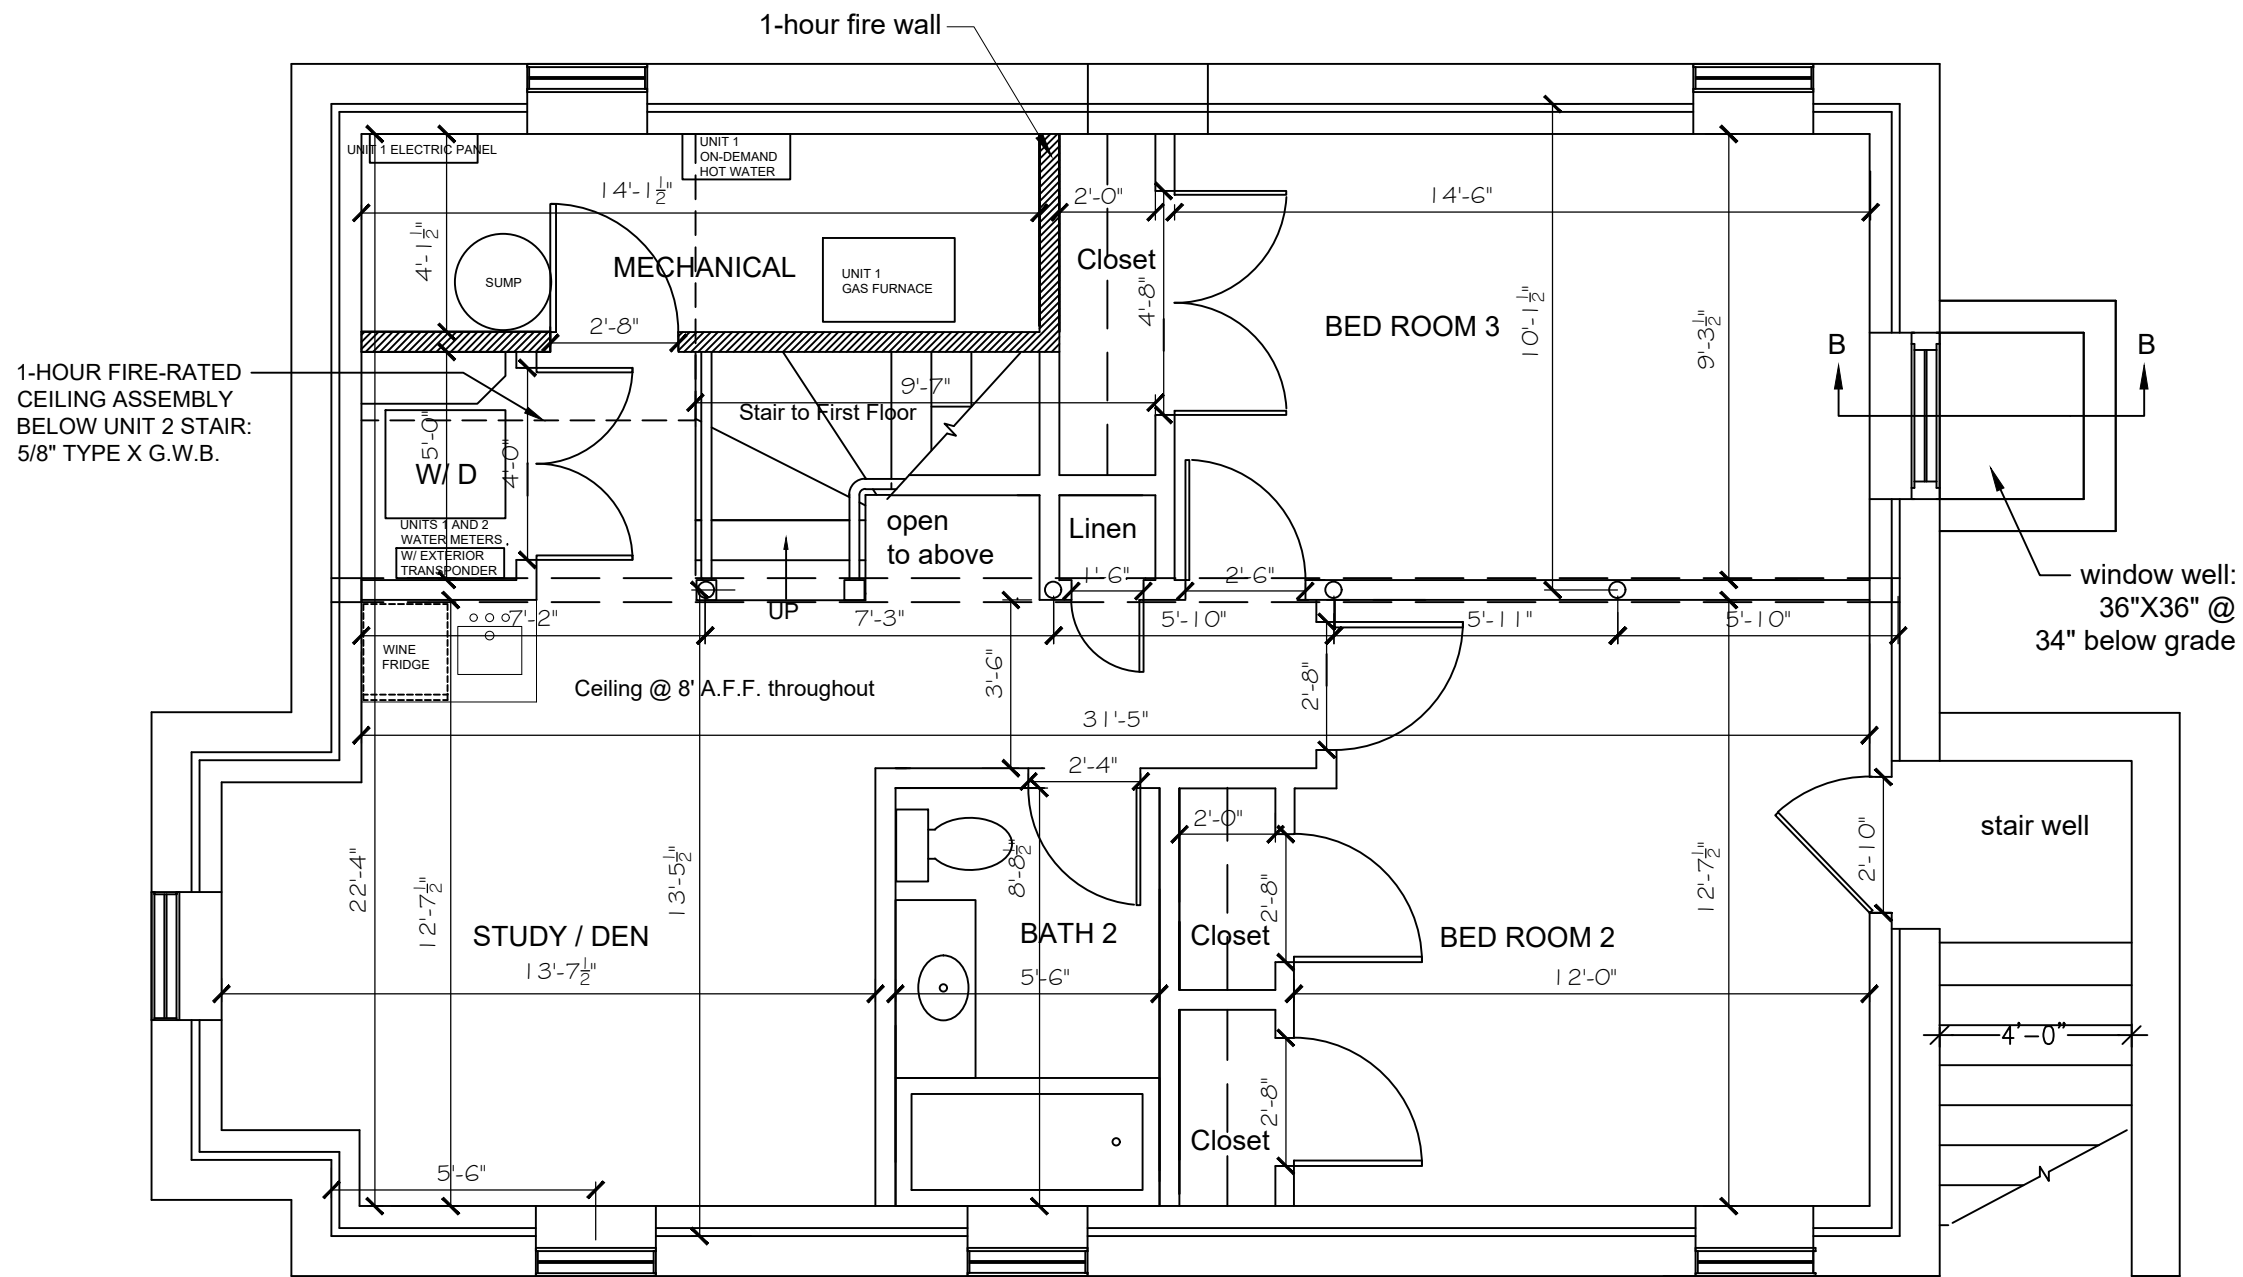 1-hour fire wall
UNIT 1 ELECTRIC PANEL
UNIT 1
ON-DEMAND
HOT WATER
14'-1½"
2'-0"
14'-6"
4'-1½"
MECHANICAL
SUMP
UNIT 1
GAS FURNACE
Closet
4'-8"
BED ROOM 3
10'-1½"
9'-3½"
B
B
2'-8"
1-HOUR FIRE-RATED
CEILING ASSEMBLY
BELOW UNIT 2 STAIR:
5/8" TYPE X G.W.B.
9'-7"
Stair to First Floor
5'-0"
4'-0"
W/ D
UNITS 1 AND 2
WATER METERS
W/ EXTERIOR
TRANSPONDER
open
to above
Linen
1'-6"
2'-6"
UP
window well:
36"X36" @
34" below grade
7'-2"
7'-3"
5'-10"
5'-11"
5'-10"
WINE
FRIDGE
Ceiling @ 8' A.F.F. throughout
3'-6"
2'-8"
31'-5"
2'-4"
2'-0"
stair well
2'-10"
22'-4"
12'-7½"
13'-5½"
8'-8½"
2'-8"
12'-7½"
STUDY / DEN
13'-7½"
BATH 2
5'-6"
Closet
BED ROOM 2
12'-0"
4'-0"
2'-8"
Closet
5'-6"